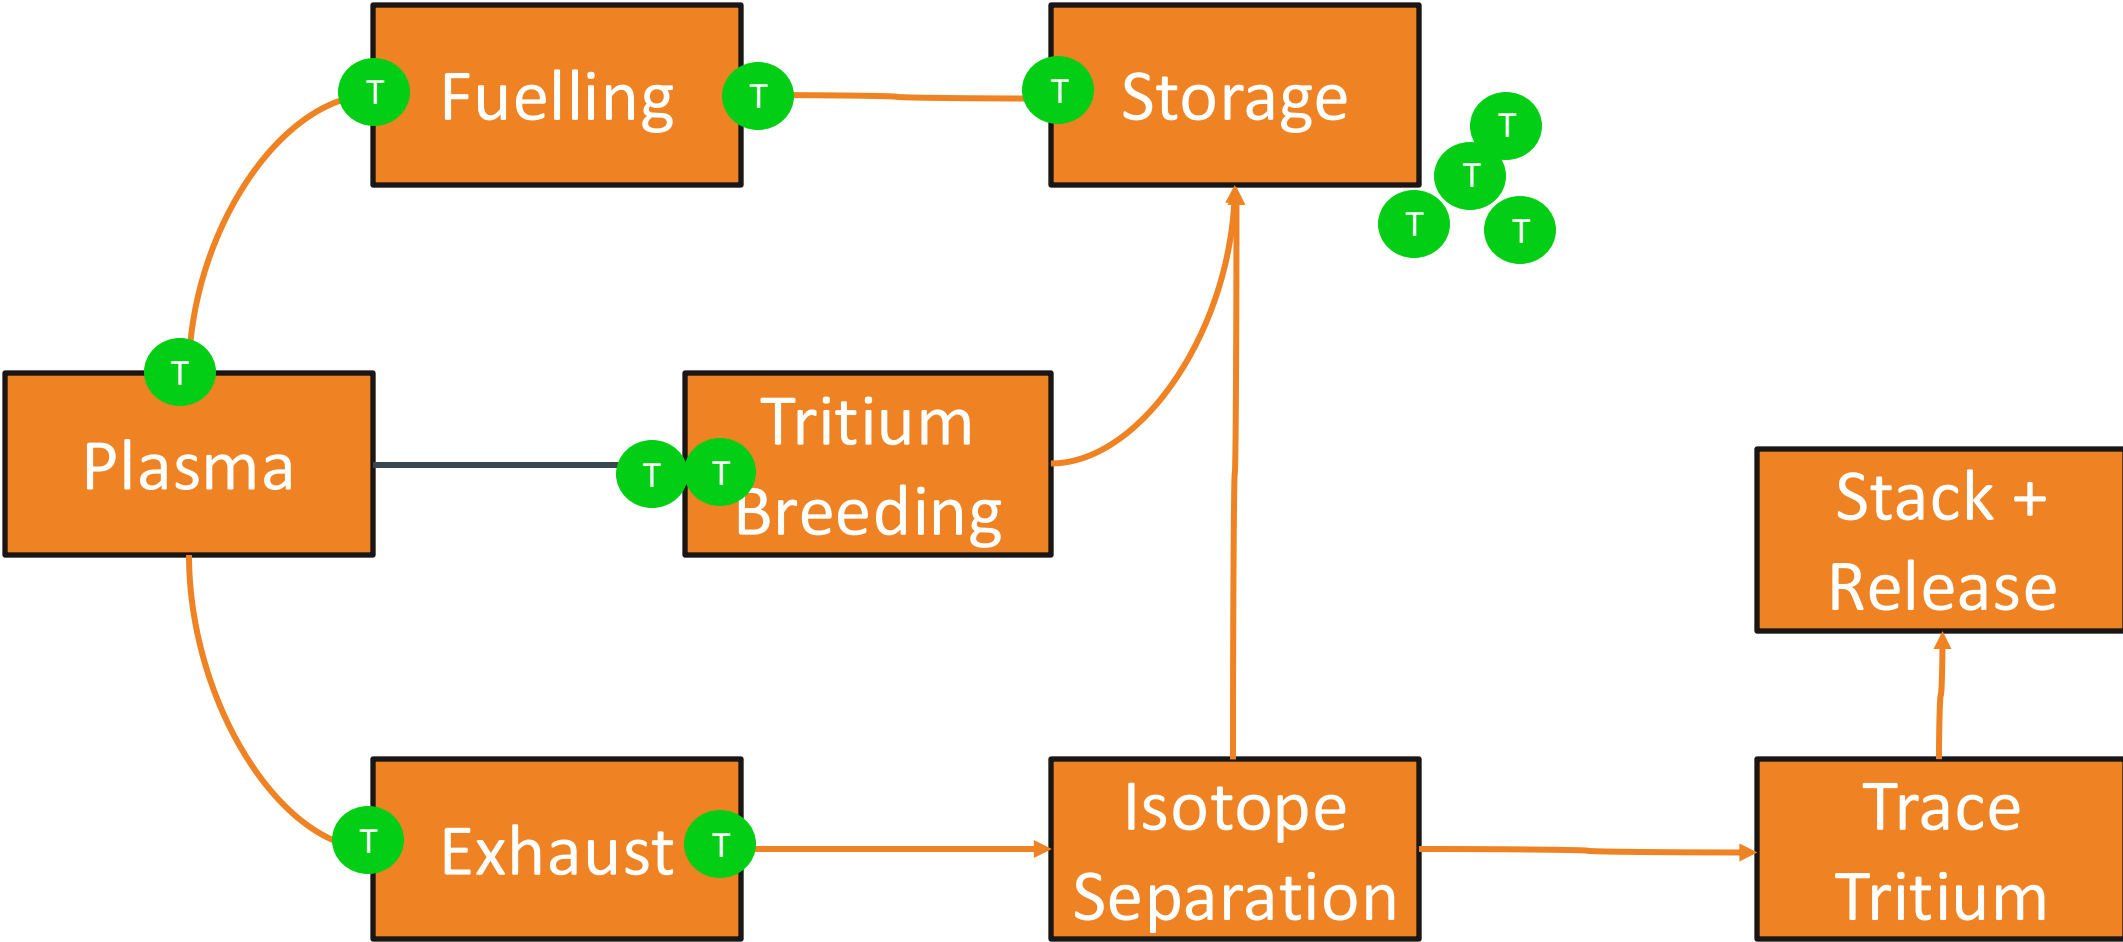 T
Fuelling
T
T
Storage
T
T
T
T
T
Plasma
T
T
Tritium
Breeding
Stack +
Release
T
Exhaust
T
Isotope
Separation
Trace
Tritium